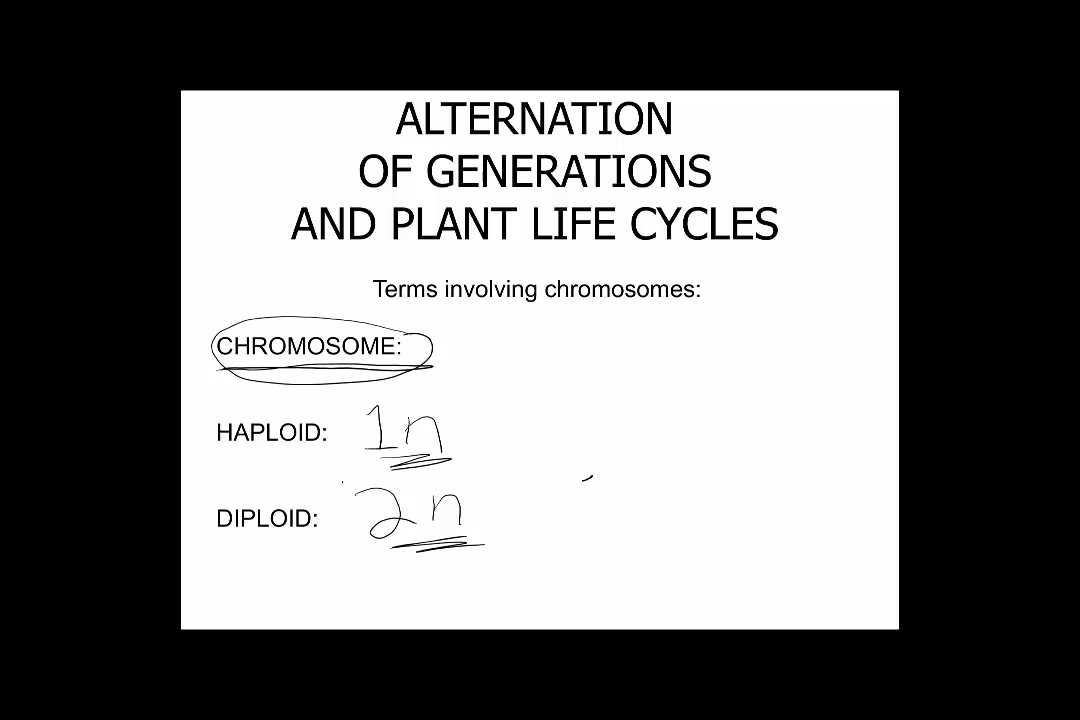 ALTERNATION
OF GENERATIONS
AND PLANT LIFE CYCLES
Terms involving chromosomes:
CHROMOSOME:
HAPLOID: 1n
DIPLOID: 2n